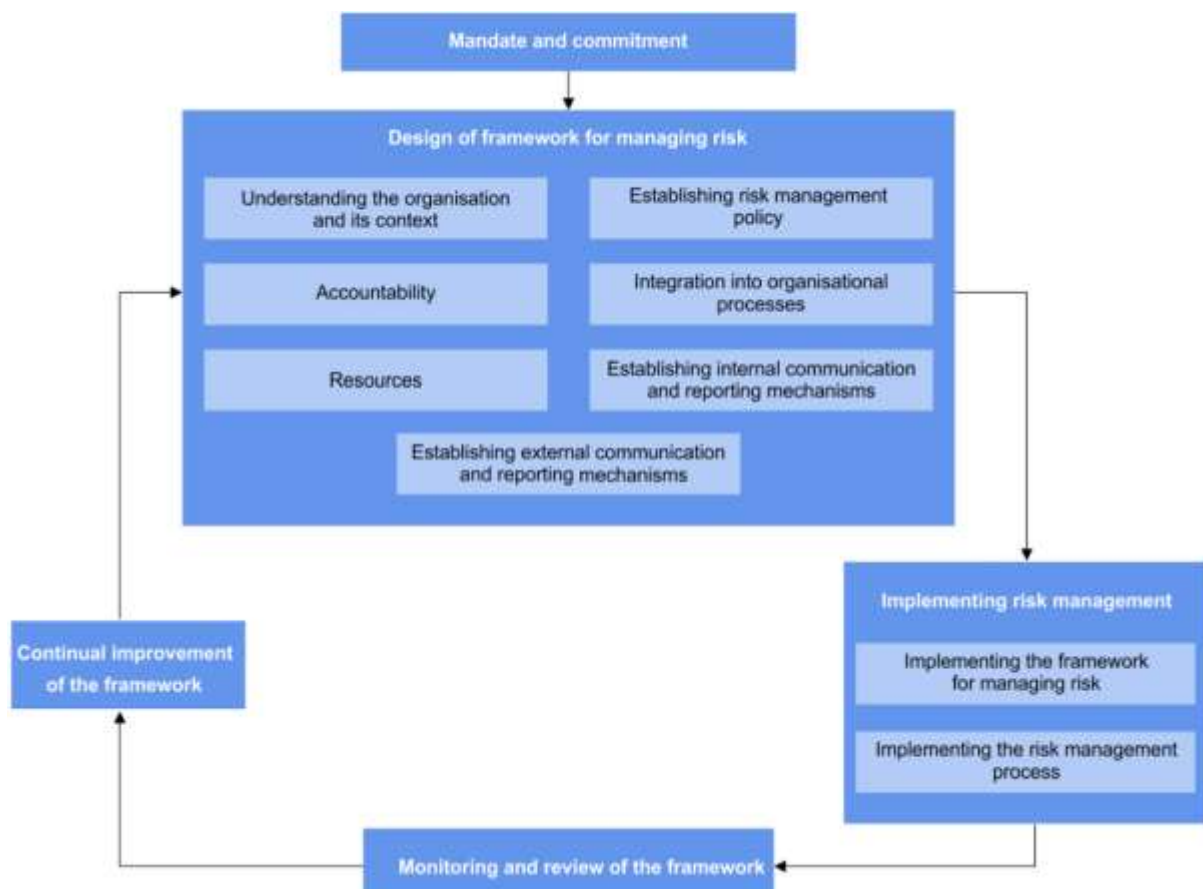 Mandate and commitment
Design of framework for managing risk
Understanding the organisation
and its context
Establishing risk management
policy
Accountability
Integration into organisational
processes
Resources
Establishing internal communication
and reporting mechanisms
Establishing external communication
and reporting mechanisms
Implementing risk management
Implementing the framework
for managing risk
Implementing the risk management
process
Continual improvement
of the framework
Monitoring and review of the framework